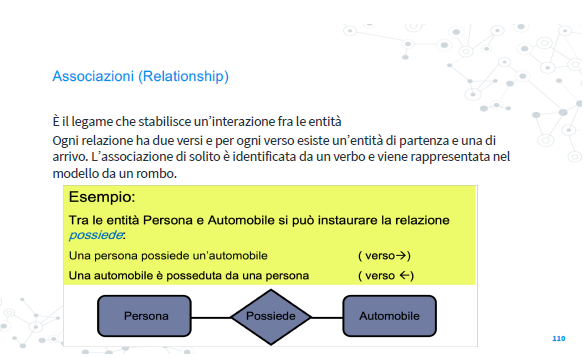 Associazioni (Relationship)
È il legame che stabilisce un'interazione fra le entità
Ogni relazione ha due versi e per ogni verso esiste un'entità di partenza e una di
arrivo. L'associazione di solito è identificata da un verbo e viene rappresentata nel
modello da un rombo.
Esempio:
Tra le entità Persona e Automobile si può instaurare la relazione
possiede:
Una persona possiede un'automobile ( verso→)
Una automobile è posseduta da una persona ( verso ←)
Persona Possiede Automobile
110